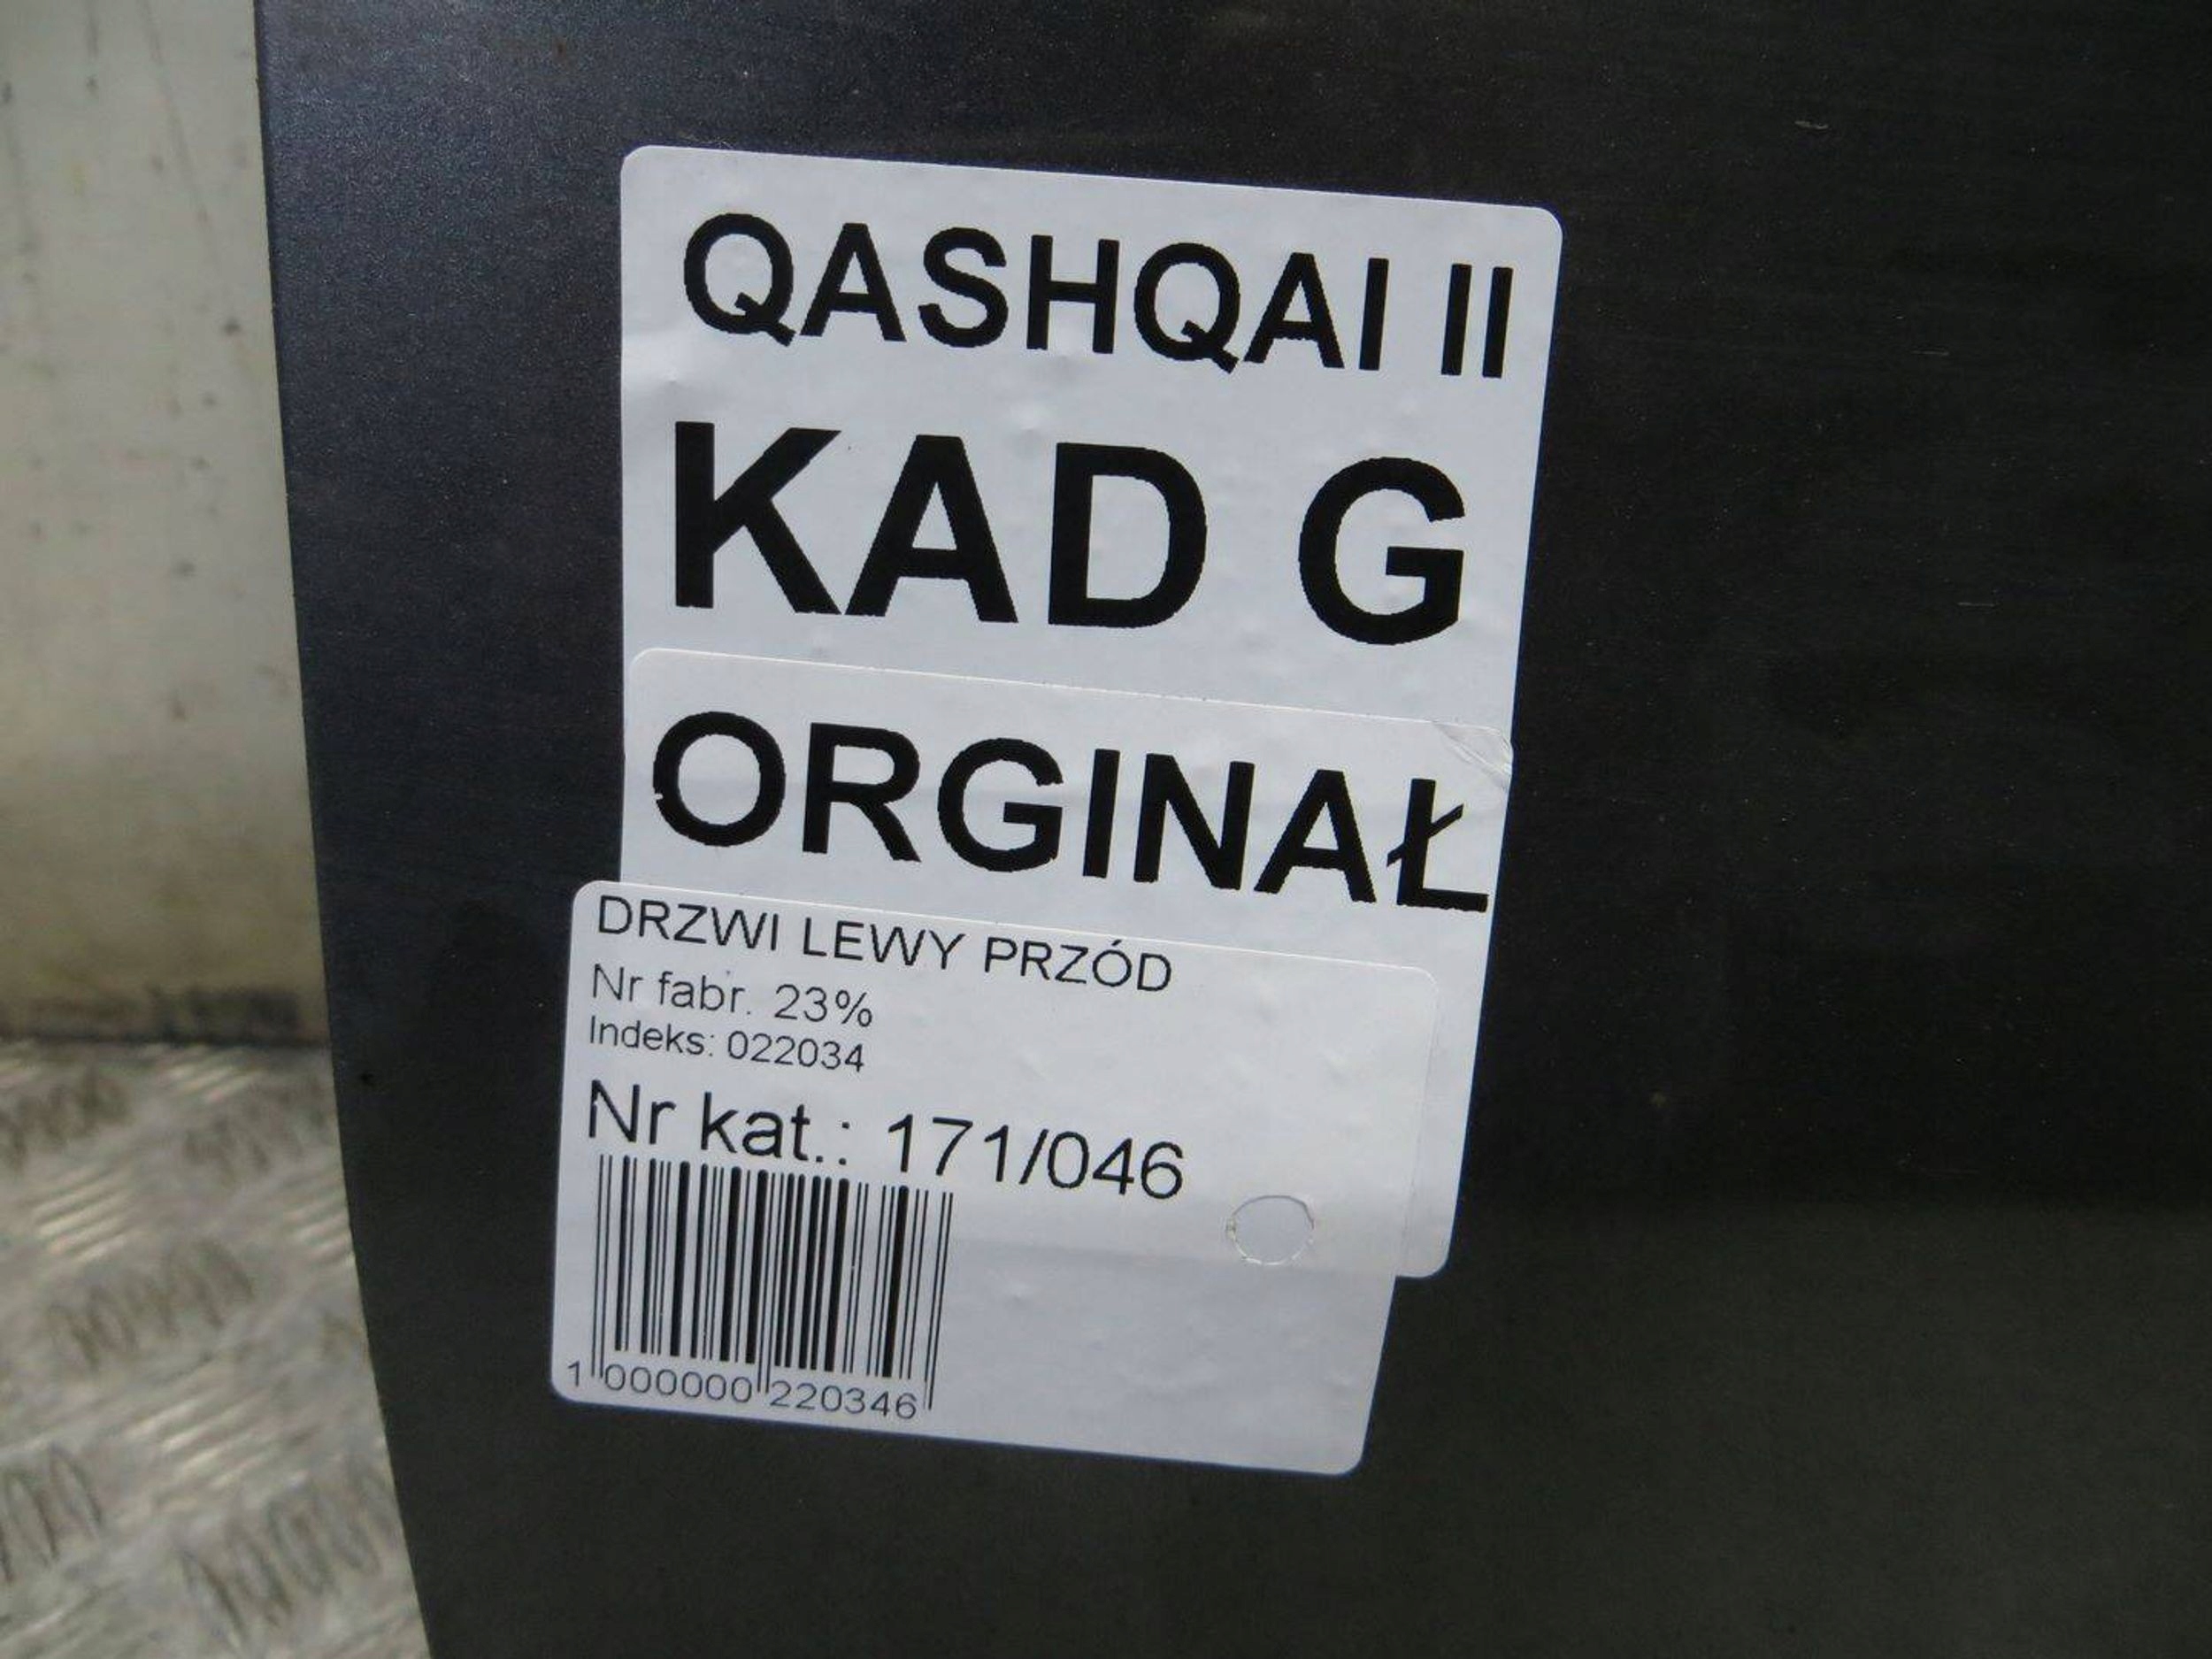 QASHQAI II
KAD G
ORGINAŁ
DRZWI LEWY PRZÓD
Nr fabr. 23%
Indeks: 022034
Nr kat.: 171/046
1 000000 220346